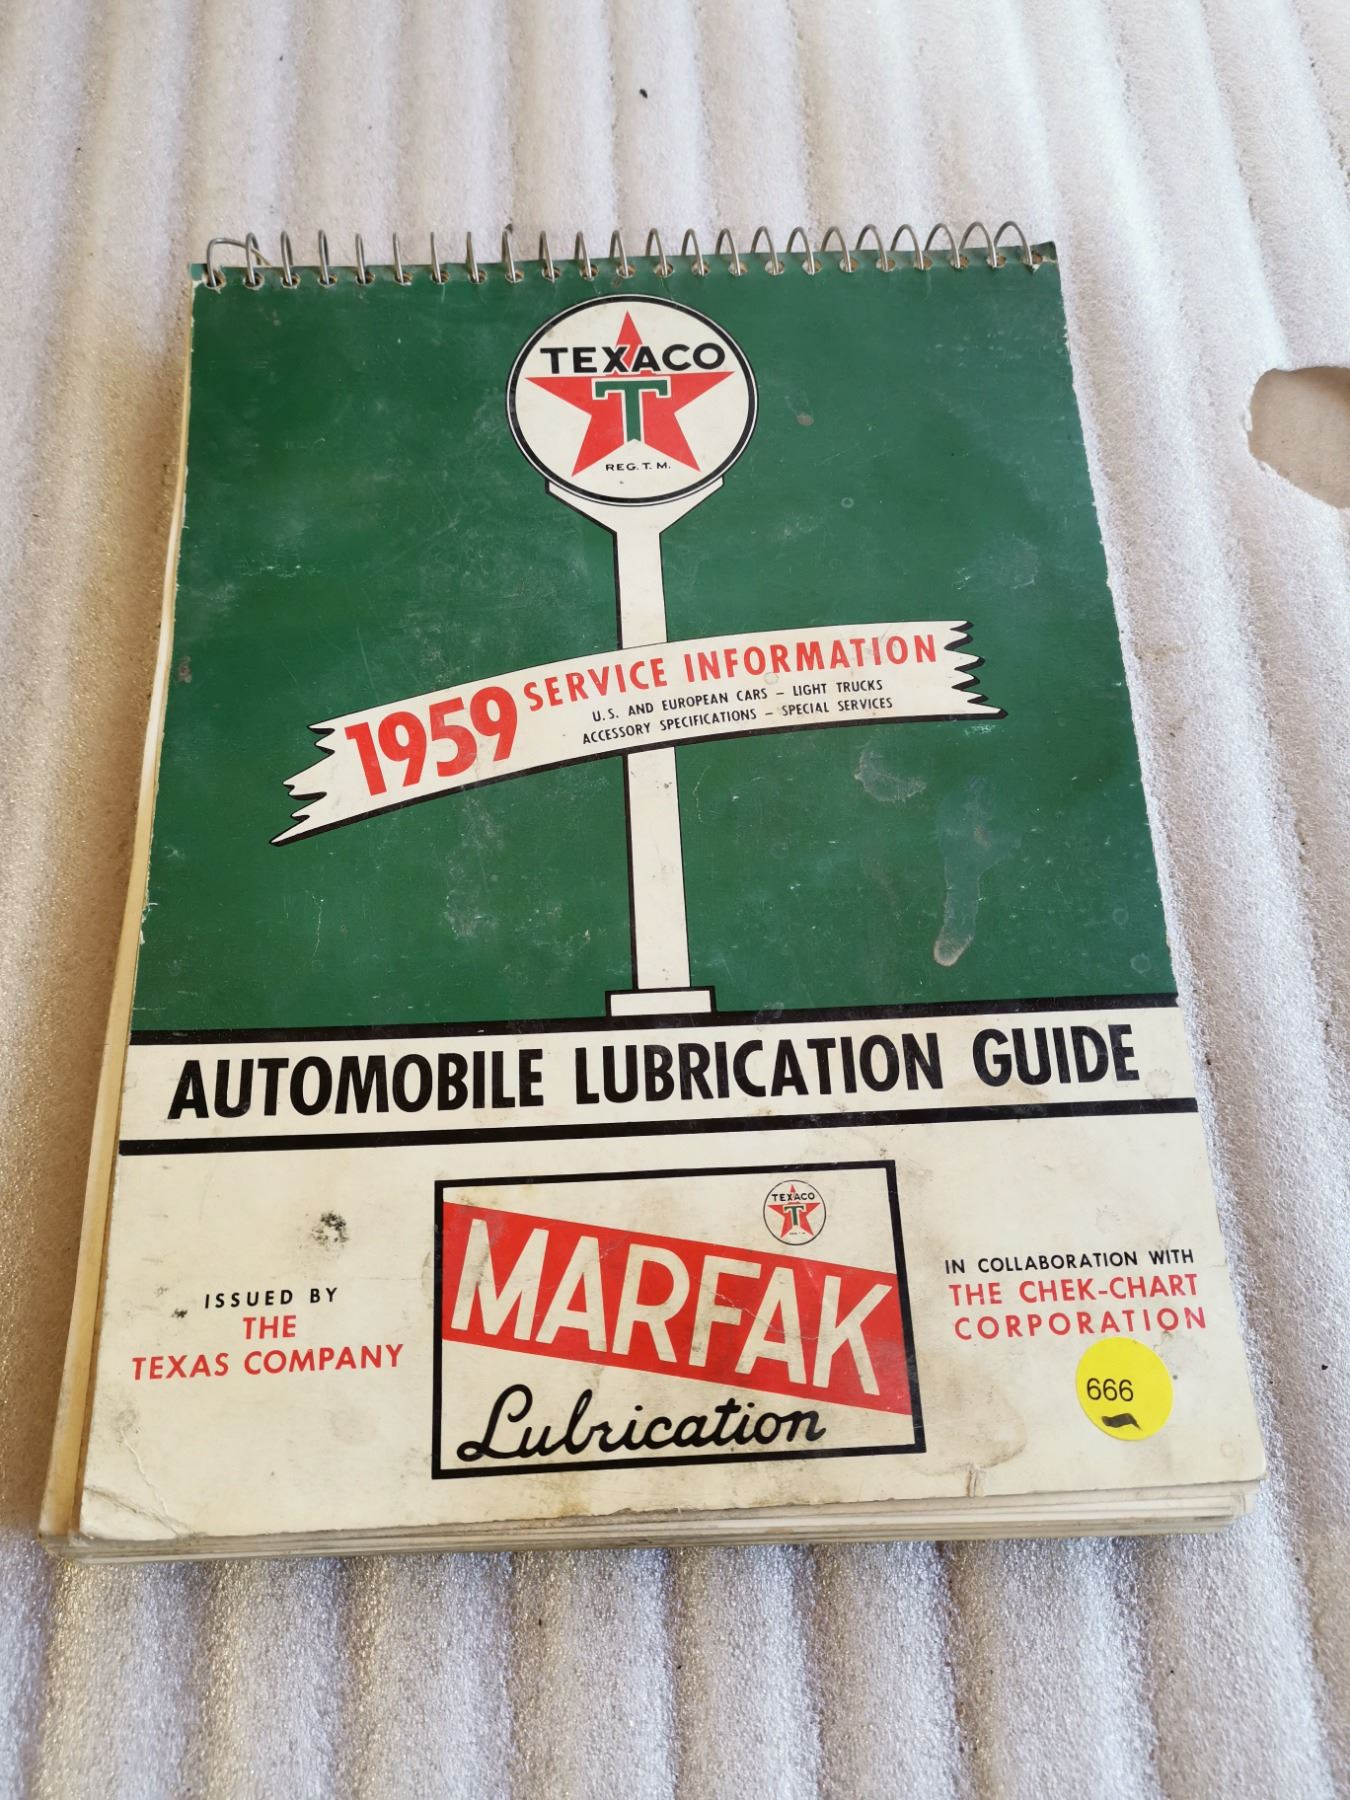 TEXACO
T
REG. T. M.
1959 SERVICE INFORMATION
U.S. AND EUROPEAN CARS – LIGHT TRUCKS
ACCESSORY SPECIFICATIONS – SPECIAL SERVICES
AUTOMOBILE LUBRICATION GUIDE
ISSUED BY
THE
TEXAS COMPANY
TEXACO
T
MARFAK
Lubrication
IN COLLABORATION WITH
THE CHEK-CHART
CORPORATION
666